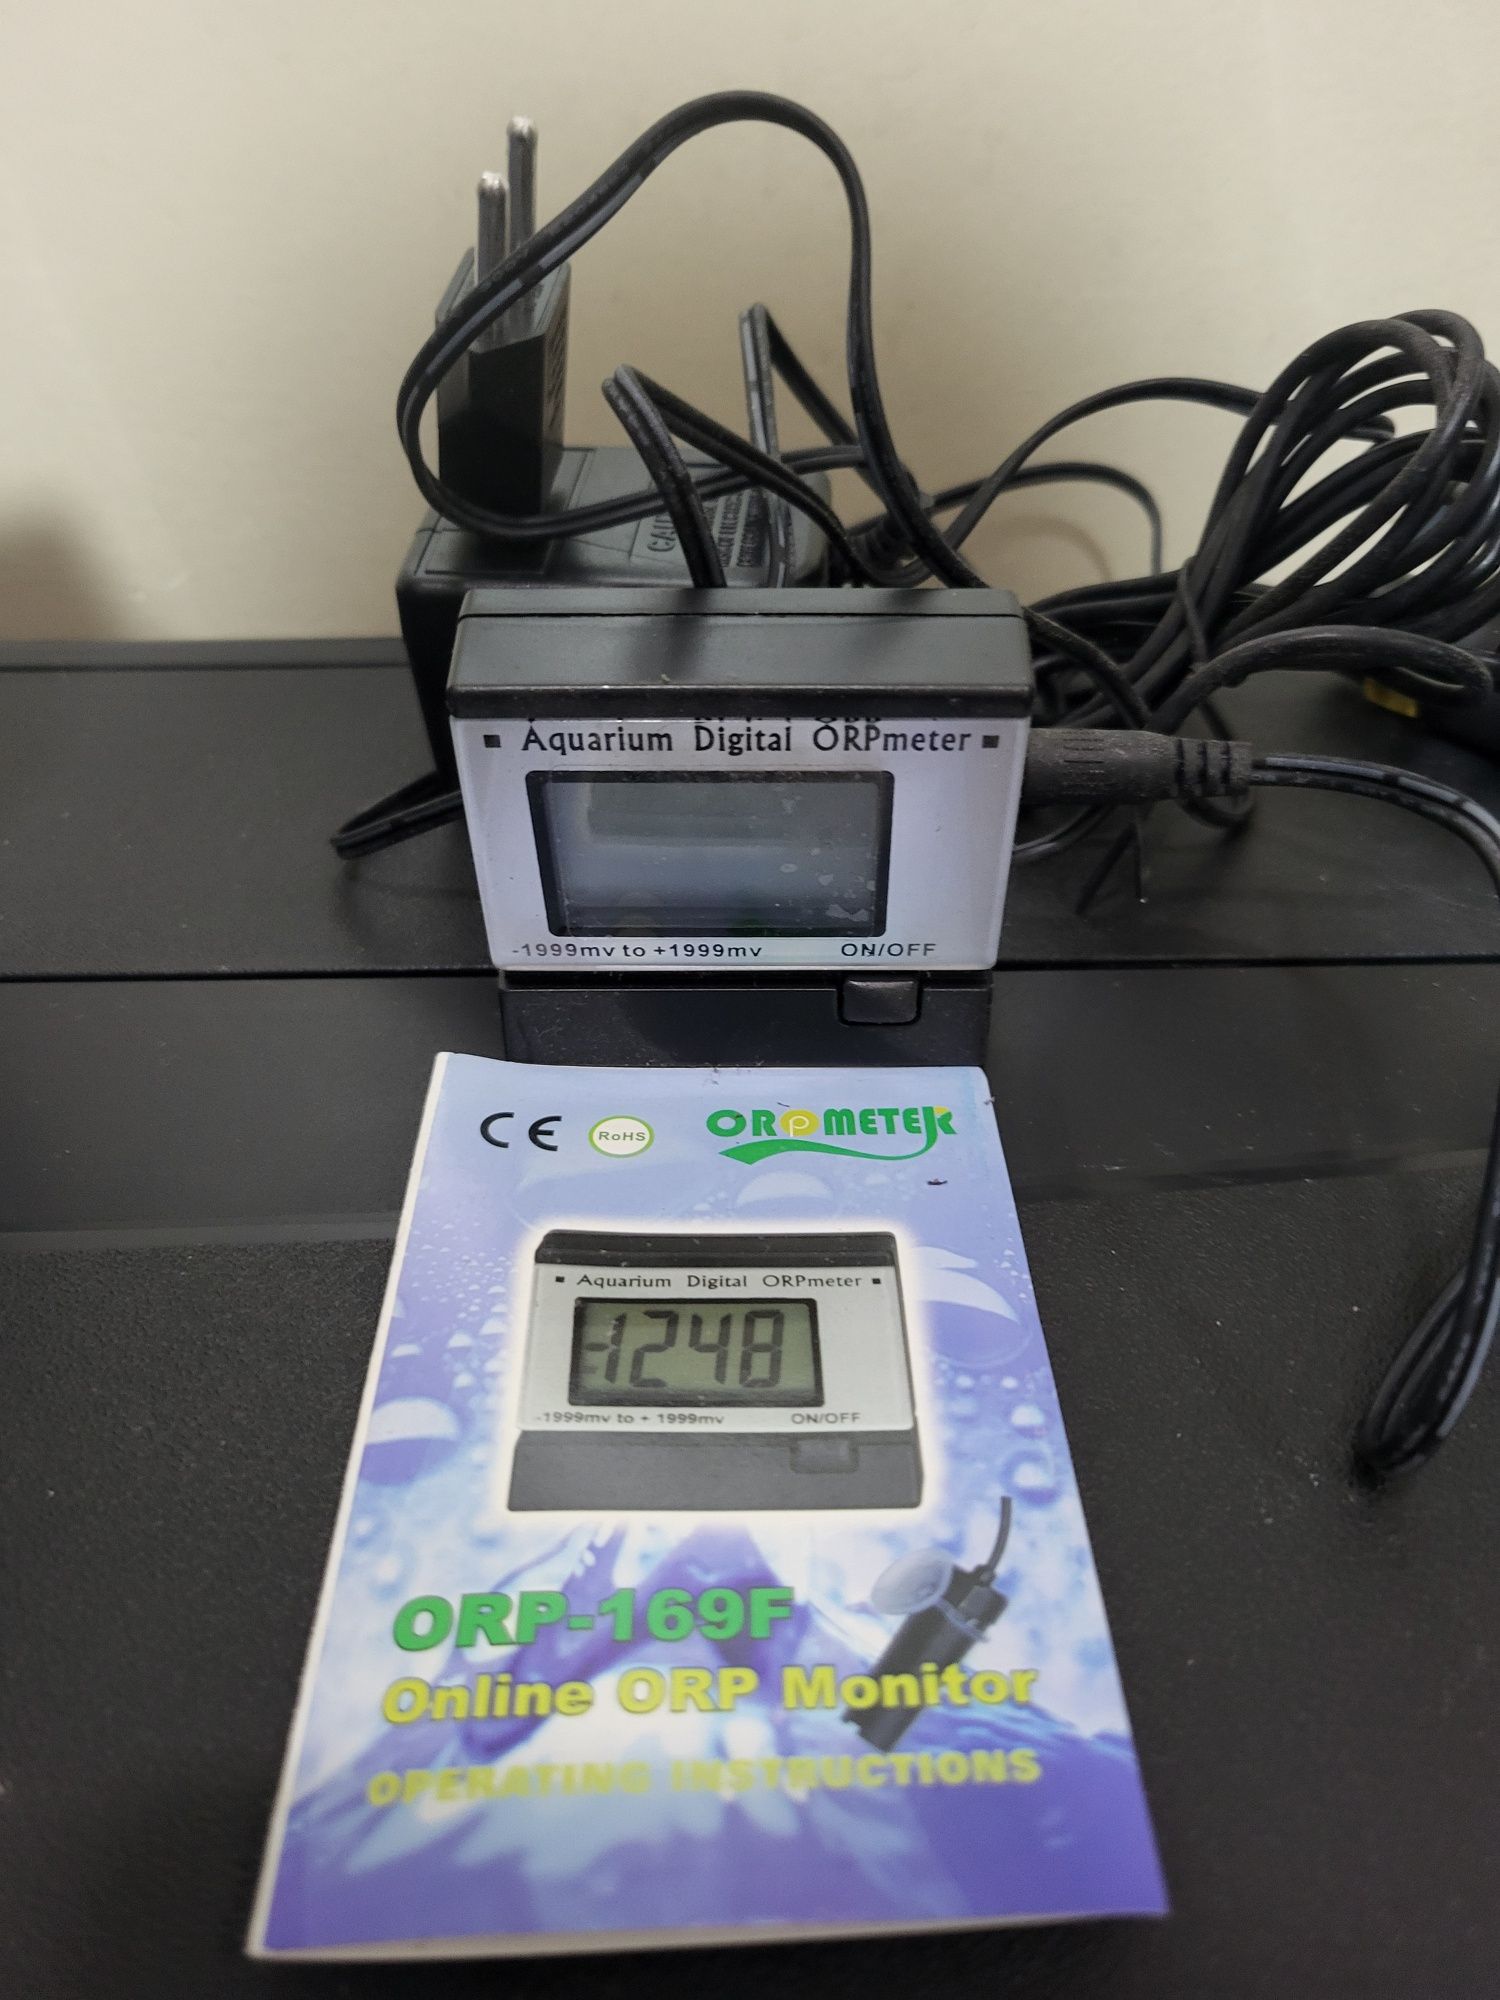 CAU
■ Aquarium Digital ORPmeter ■
-1999mv to +1999mv ON/OFF
CE RoHS ORPMETER
■ Aquarium Digital ORPmeter ■
-1248
-1999mv to + 1999mv ON/OFF
ORP-169F
Online ORP Monitor
OPERATING INSTRUCTIONS